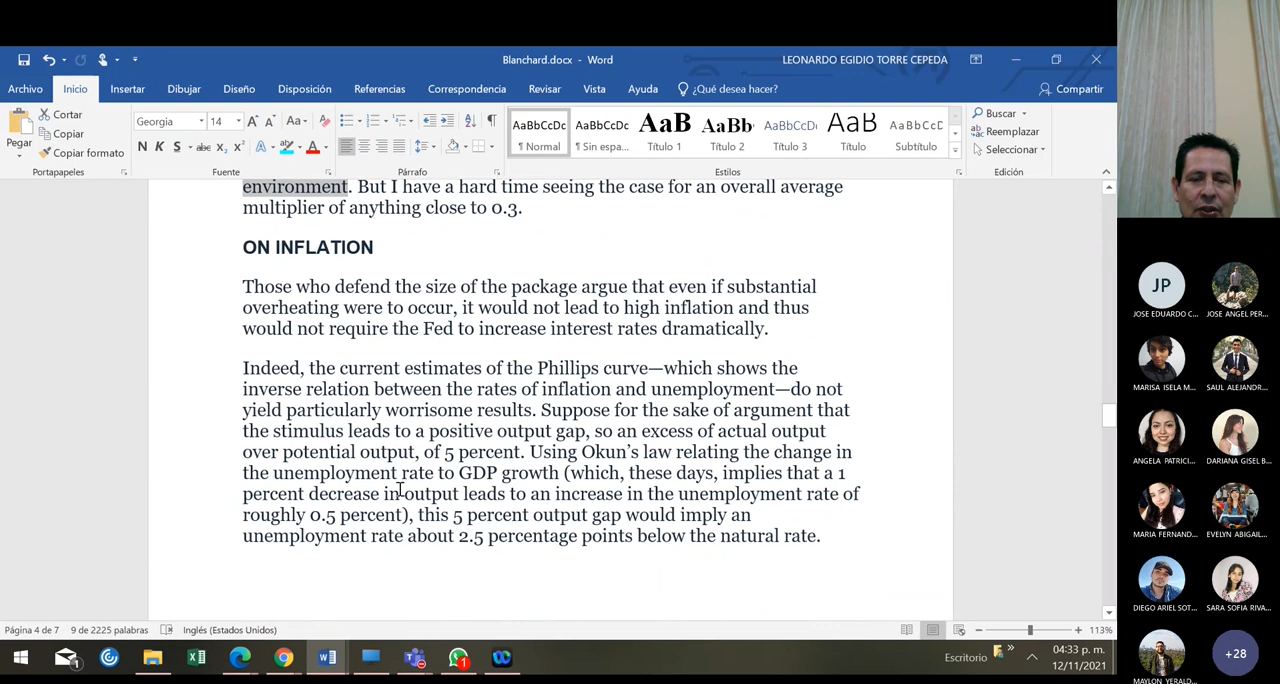 Blanchard.docx - Word
LEONARDO EGIDIO TORRE CEPEDA
Archivo
Inicio
Insertar
Dibujar
Diseño
Disposición
Referencias
Correspondencia
Revisar
Vista
Ayuda
¿Qué desea hacer?
Compartir
Pegar
Cortar
Copiar
Copiar formato
Georgia
14
N K S abc
AaBbCcDc
¶ Normal
AaBbCcDc
¶ Sin espa...
AaB
Título 1
AaBb
Título 2
AaBbCcDc
Título 3
AaB
Título
AaBbCcD
Subtítulo
Buscar
Reemplazar
Seleccionar
Portapapeles
Fuente
Párrafo
Estilos
Edición
environment. But I have a hard time seeing the case for an overall average
multiplier of anything close to 0.3.
ON INFLATION
Those who defend the size of the package argue that even if substantial
overheating were to occur, it would not lead to high inflation and thus
would not require the Fed to increase interest rates dramatically.
Indeed, the current estimates of the Phillips curve—which shows the
inverse relation between the rates of inflation and unemployment—do not
yield particularly worrisome results. Suppose for the sake of argument that
the stimulus leads to a positive output gap, so an excess of actual output
over potential output, of 5 percent. Using Okun's law relating the change in
the unemployment rate to GDP growth (which, these days, implies that a 1
percent decrease in output leads to an increase in the unemployment rate of
roughly 0.5 percent), this 5 percent output gap would imply an
unemployment rate about 2.5 percentage points below the natural rate.
Página 4 de 7
9 de 2225 palabras
Inglés (Estados Unidos)
113%
Escritorio
04:33 p. m.
12/11/2021
JP
JOSE EDUARDO C...
JOSE ANGEL PER...
MARISA ISELA M...
SAUL ALEJANDR...
ANGELA PATRICI...
DARIANA GISEL B...
MARIA FERNAND...
EVELYN ABIGAIL...
DIEGO ARIEL SOT...
SARA SOFIA RIVA...
MAYLON YERALD...
+28